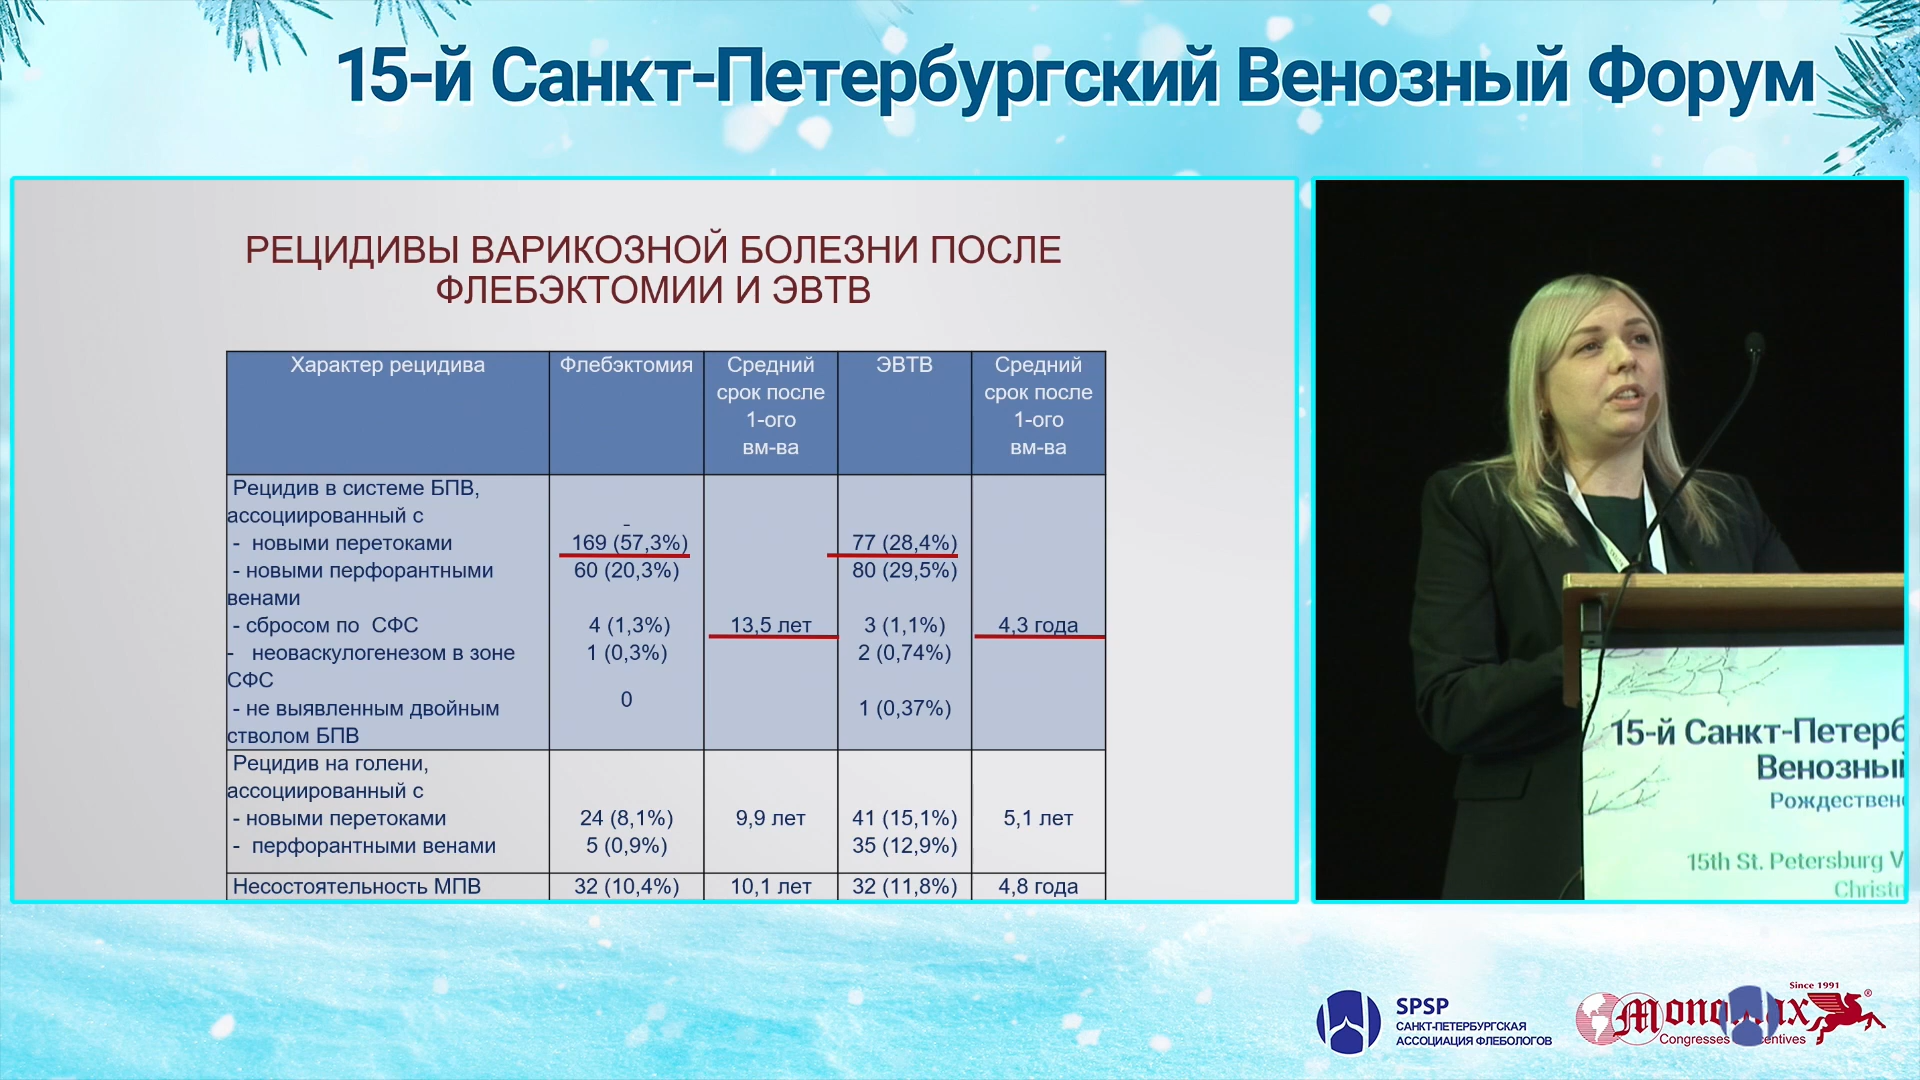 15-й Санкт-Петербургский Венозный Форум
РЕЦИДИВЫ ВАРИКОЗНОЙ БОЛЕЗНИ ПОСЛЕ
ФЛЕБЭКТОМИИ И ЭВТВ
Характер рецидива Флебэктомия Средний срок после 1-ого вм-ва ЭВТВ Средний срок после 1-ого вм-ва
Рецидив в системе БПВ,
ассоциированный с
-
- новыми перетоками 169 (57,3%) 77 (28,4%)
- новыми перфорантными 60 (20,3%) 80 (29,5%)
венами
- сбросом по СФС 4 (1,3%) 13,5 лет 3 (1,1%) 4,3 года
- неоваскулогенезом в зоне 1 (0,3%) 2 (0,74%)
СФС
0
- не выявленным двойным 1 (0,37%)
стволом БПВ
Рецидив на голени,
ассоциированный с
- новыми перетоками 24 (8,1%) 9,9 лет 41 (15,1%) 5,1 лет
- перфорантными венами 5 (0,9%) 35 (12,9%)
Несостоятельность МПВ 32 (10,4%) 10,1 лет 32 (11,8%) 4,8 года
15-й Санкт-Петерб
Венозны
Рождествен
15th St. Petersburg V
Christ
SPSP
САНКТ-ПЕТЕРБУРГСКАЯ
АССОЦИАЦИЯ ФЛЕБОЛОГОВ
Since 1991
®
Congresses